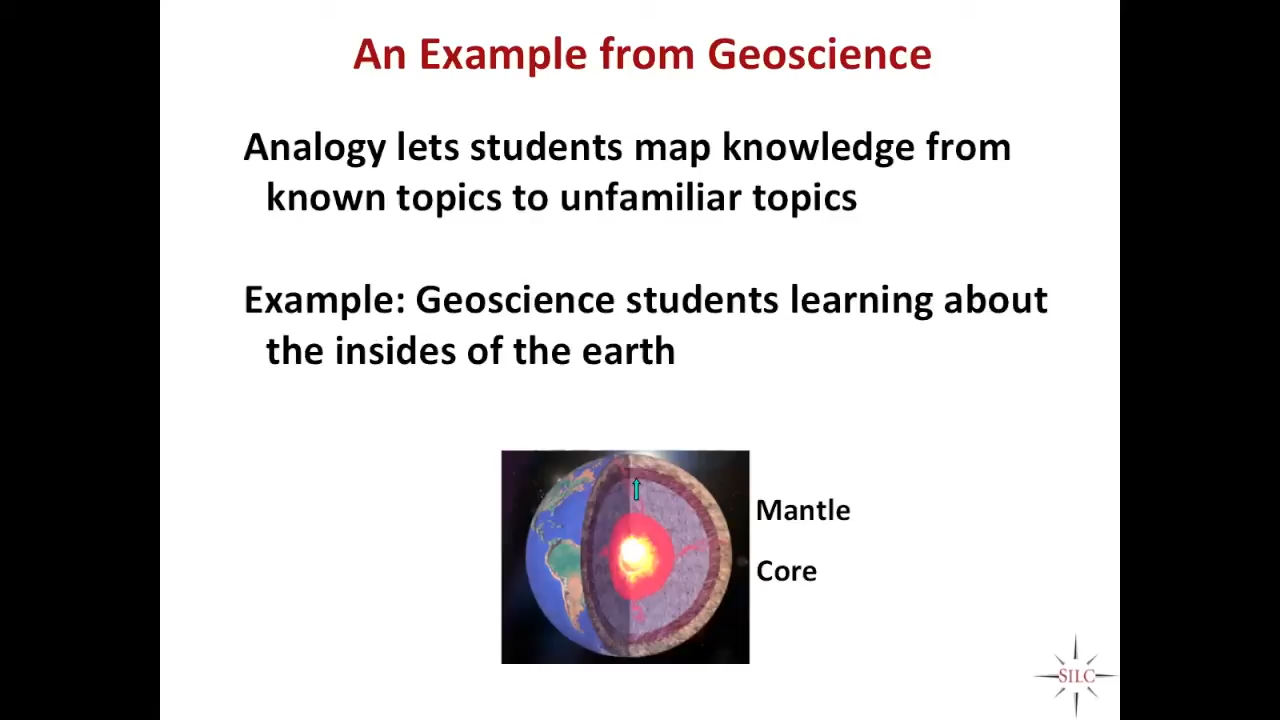 An Example from Geoscience
Analogy lets students map knowledge from
known topics to unfamiliar topics
Example: Geoscience students learning about
the insides of the earth
Mantle
Core
SILC